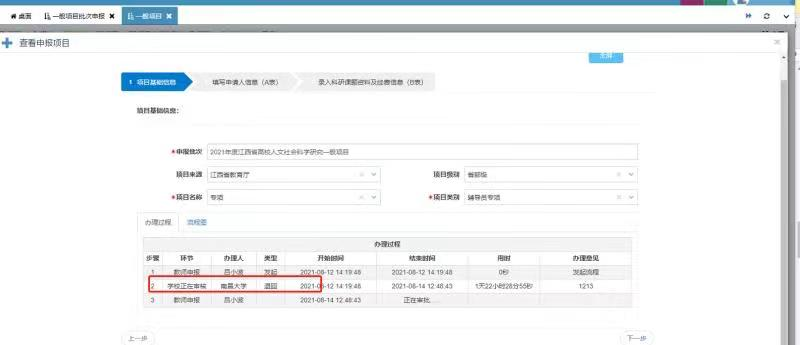 桌面 一般项目批次申报 一般项目
查看申报项目
1 项目基础信息 填写申请人信息（A表） 录入科研课题资料及经费信息（B表）
项目基础信息：
*申报批次 2021年度江西省高校人文社会科学研究一般项目
项目来源 江西省教育厅 项目级别 省部级
*项目名称 专项 *项目类别 辅导员专项
办理过程 流程图
办理过程
步骤 环节 办理人 类型 开始时间 结束时间 用时 办理意见
1 教师申报 吕小波 发起 2021-08-12 14:19:48 2021-08-12 14:19:48 0秒 发起流程
2 学校正在审核 南昌大学 退回 2021-08-12 14:19:48 2021-08-14 12:48:43 1天22小时28分55秒 1213
3 教师申报 吕小波 2021-08-14 12:48:43 正在审批......
上一步 下一步